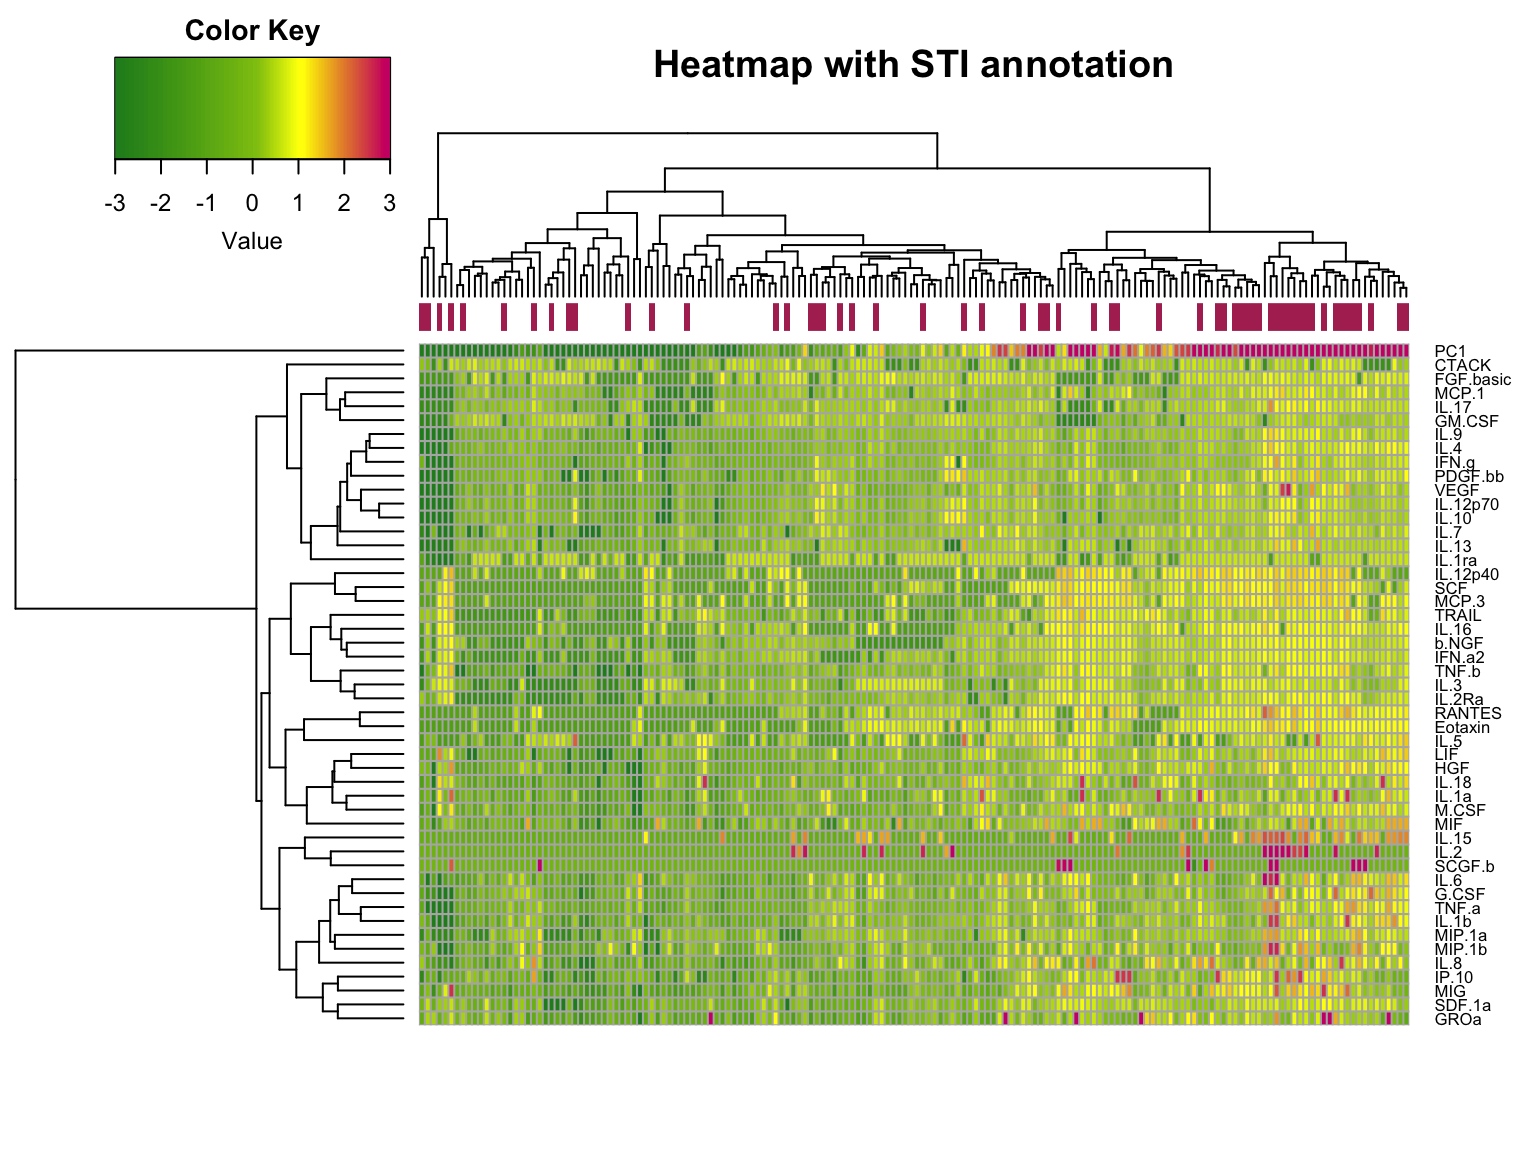 Color Key
Heatmap with STI annotation
-3 -2 -1 0 1 2 3
Value
PC1
CTACK
FGF.basic
MCP.1
IL.17
GM.CSF
IL.9
IL.4
IFN.g
PDGF.bb
VEGF
IL.12p70
IL.10
IL.7
IL.13
IL.1ra
IL.12p40
SCF
MCP.3
TRAIL
IL.16
b.NGF
IFN.a2
TNF.b
IL.3
IL.2Ra
RANTES
Eotaxin
IL.5
LIF
HGF
IL.18
IL.1a
M.CSF
MIF
IL.15
IL.2
SCGF.b
IL.6
G.CSF
TNF.a
IL.1b
MIP.1a
MIP.1b
IL.8
IP.10
MIG
SDF.1a
GROa